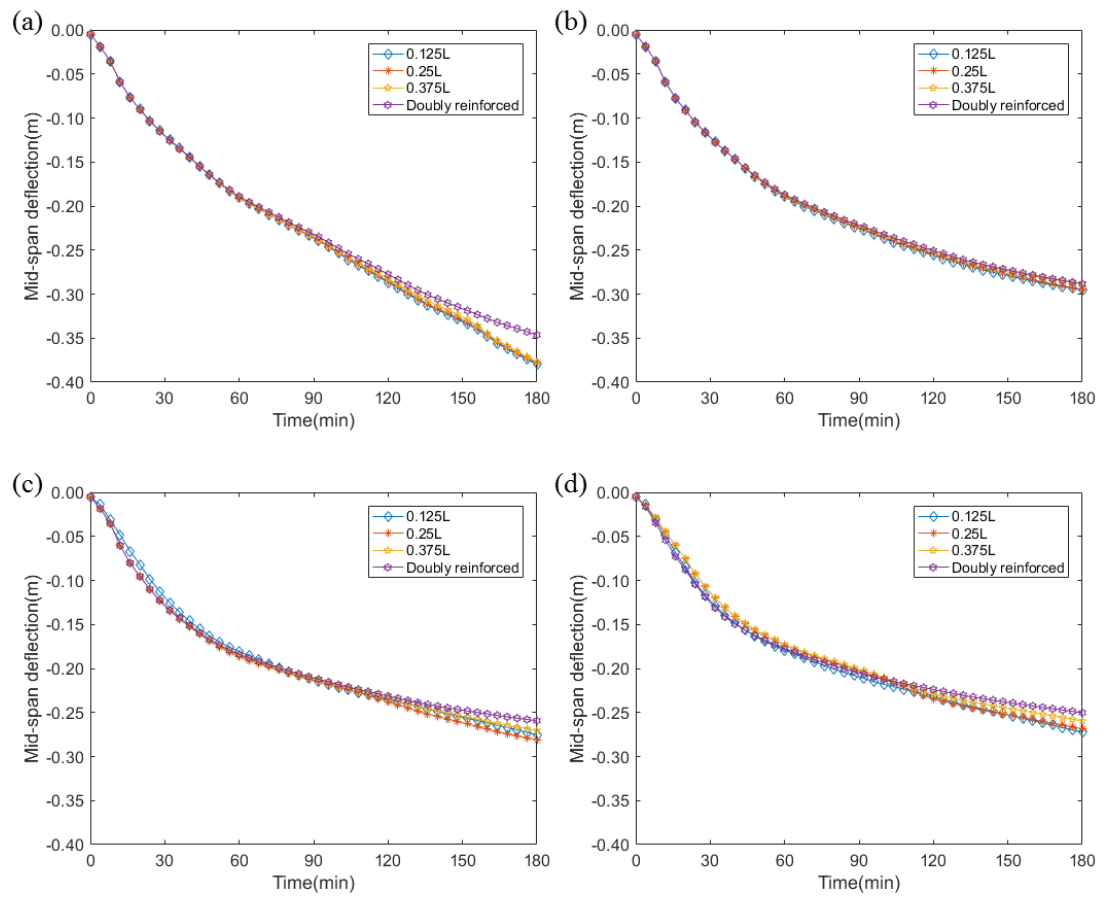 (a)
0.00
-0.05
-0.10
-0.15
-0.20
-0.25
-0.30
-0.35
-0.40
Mid-span deflection(m)
0.125L
0.25L
0.375L
Doubly reinforced
0 30 60 90 120 150 180
Time(min)
(b)
0.00
-0.05
-0.10
-0.15
-0.20
-0.25
-0.30
-0.35
-0.40
Mid-span deflection(m)
0.125L
0.25L
0.375L
Doubly reinforced
0 30 60 90 120 150 180
Time(min)
(c)
0.00
-0.05
-0.10
-0.15
-0.20
-0.25
-0.30
-0.35
-0.40
Mid-span deflection(m)
0.125L
0.25L
0.375L
Doubly reinforced
0 30 60 90 120 150 180
Time(min)
(d)
0.00
-0.05
-0.10
-0.15
-0.20
-0.25
-0.30
-0.35
-0.40
Mid-span deflection(m)
0.125L
0.25L
0.375L
Doubly reinforced
0 30 60 90 120 150 180
Time(min)